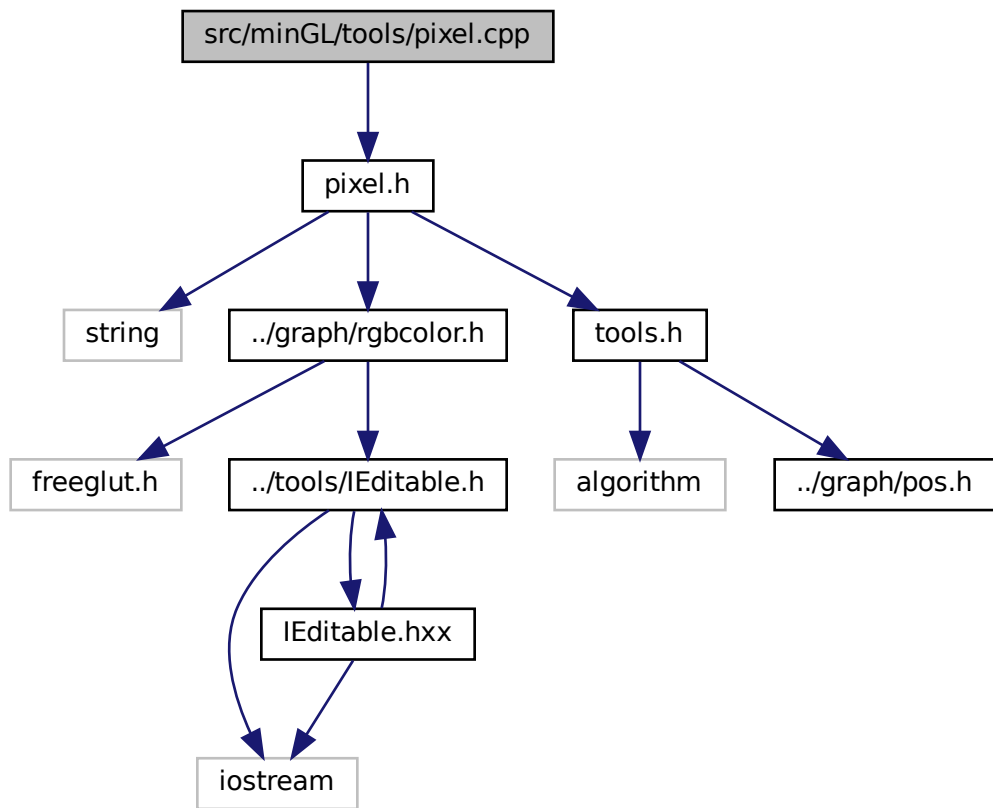 src/minGL/tools/pixel.cpp
pixel.h
string
../graph/rgbcolor.h
tools.h
freeglut.h
../tools/IEditable.h
algorithm
../graph/pos.h
IEditable.hxx
iostream